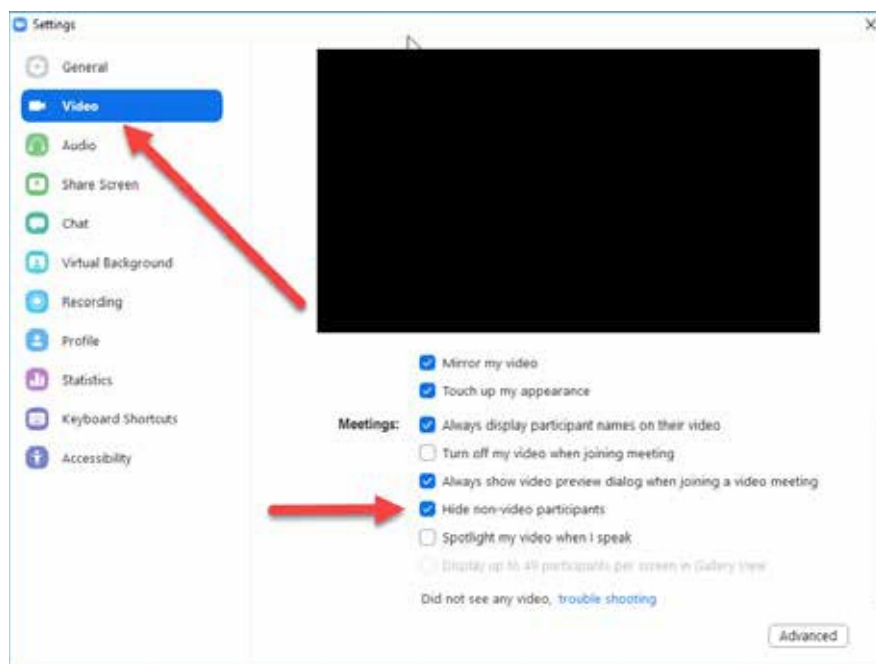 Settings
General
Video
Audio
Share Screen
Chat
Virtual Background
Recording
Profile
Statistics
Keyboard Shortcuts
Accessibility
Mirror my video
Touch up my appearance
Meetings: Always display participant names on their video
Turn off my video when joining meeting
Always show video preview dialog when joining a video meeting
Hide non-video participants
Spotlight my video when I speak
Display up to 49 participants per screen in Gallery View
Did not see any video, trouble shooting
Advanced